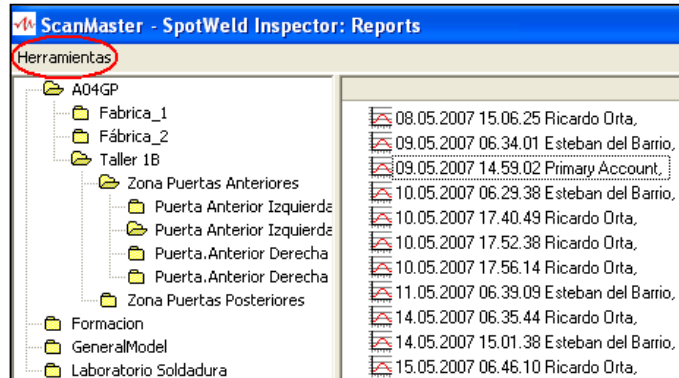 ScanMaster - SpotWeld Inspector: Reports
Herramientas
A04GP
Fabrica_1
Fábrica_2
Taller 1B
Zona Puertas Anteriores
Puerta Anterior Izquierda
Puerta Anterior Izquierda
Puerta.Anterior Derecha
Puerta.Anterior Derecha
Zona Puertas Posteriores
Formacion
GeneralModel
Laboratorio Soldadura
08.05.2007 15.06.25 Ricardo Orta,
09.05.2007 06.34.01 Esteban del Barrio,
09.05.2007 14.59.02 Primary Account,
10.05.2007 06.29.38 Esteban del Barrio,
10.05.2007 17.40.49 Ricardo Orta,
10.05.2007 17.52.38 Ricardo Orta,
10.05.2007 17.56.14 Ricardo Orta,
11.05.2007 06.39.09 Esteban del Barrio,
14.05.2007 06.35.44 Ricardo Orta,
14.05.2007 15.01.38 Esteban del Barrio,
15.05.2007 06.46.10 Ricardo Orta,